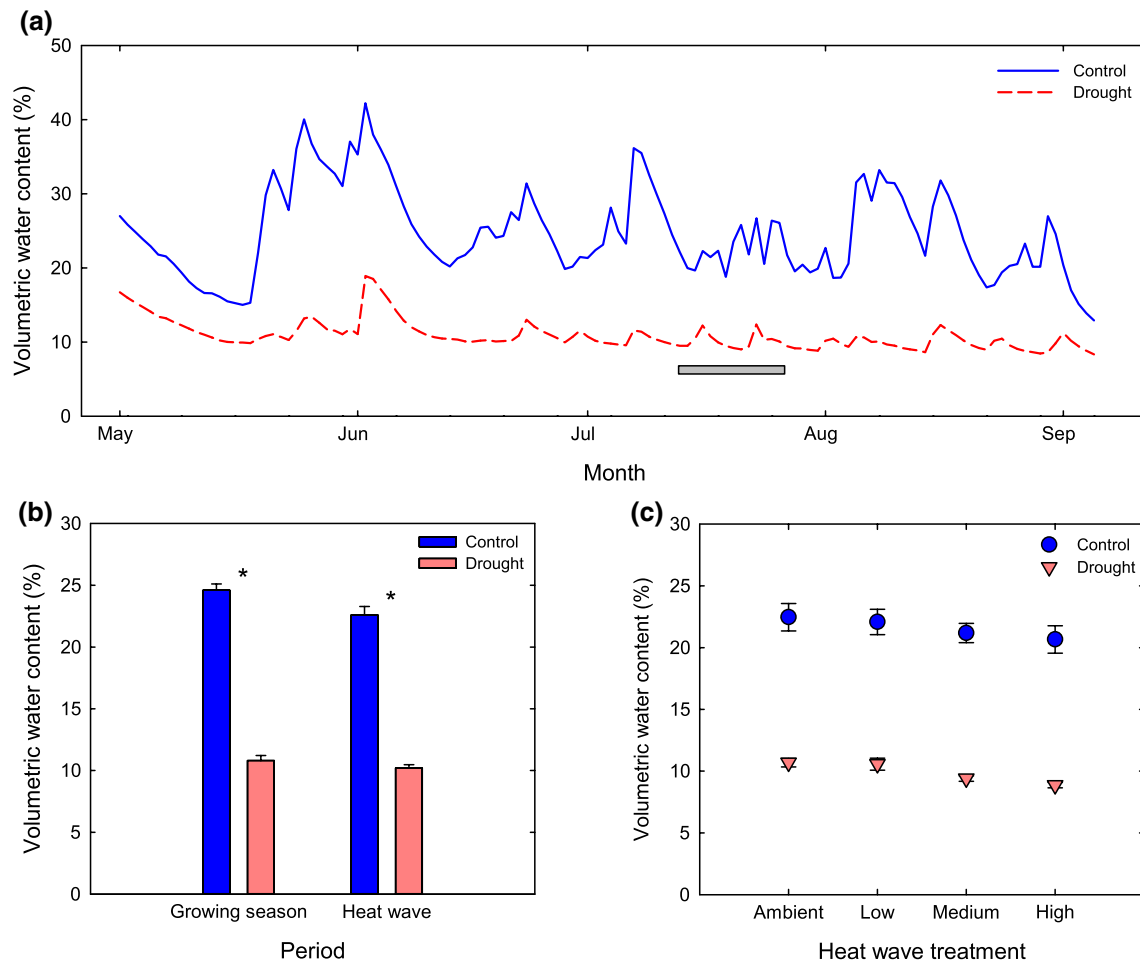 (a)
Volumetric water content (%)
50
40
30
20
10
0
Control
Drought
May Jun Jul Aug Sep
Month
(b)
Volumetric water content (%)
30
25
20
15
10
5
0
Control
Drought
*
*
Growing season Heat wave
Period
(c)
Volumetric water content (%)
30
25
20
15
10
5
0
Control
Drought
Ambient Low Medium High
Heat wave treatment